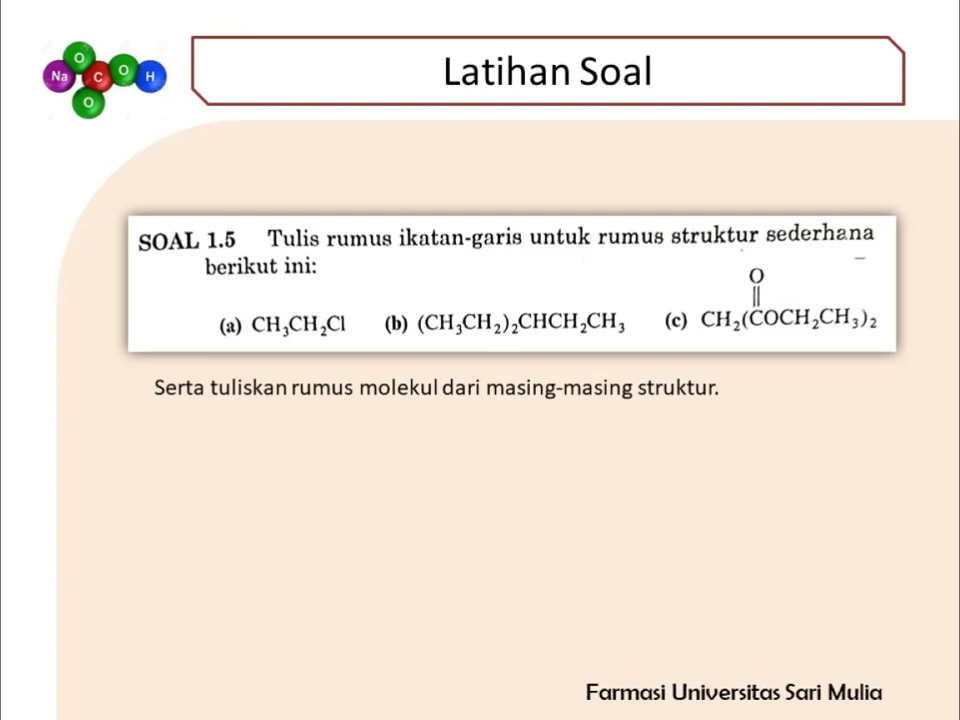 O
Na C O H
O
Latihan Soal
SOAL 1.5 Tulis rumus ikatan-garis untuk rumus struktur sederhana
berikut ini:
O
||
(a) CH₃CH₂Cl (b) (CH₃CH₂)₂CHCH₂CH₃ (c) CH₂(COCH₂CH₃)₂
Serta tuliskan rumus molekul dari masing-masing struktur.
Farmasi Universitas Sari Mulia